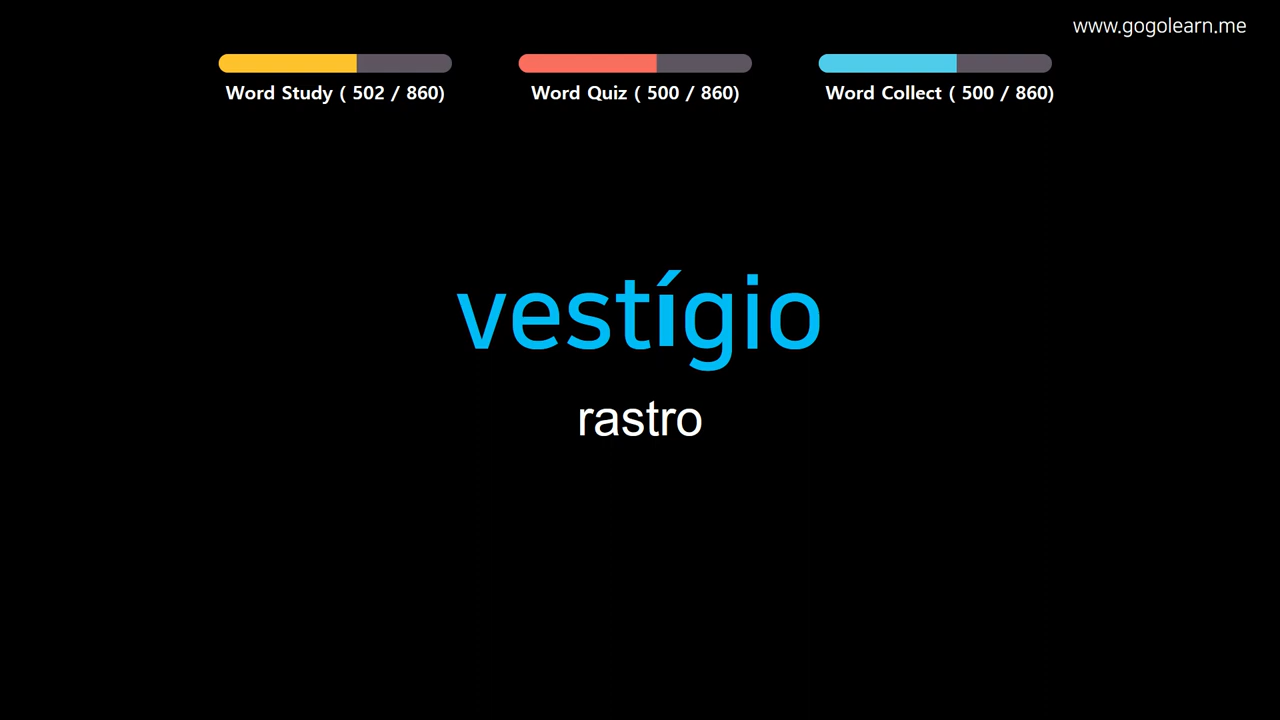 www.gogolearn.me
Word Study ( 502 / 860)
Word Quiz ( 500 / 860)
Word Collect ( 500 / 860)
vestígio
rastro